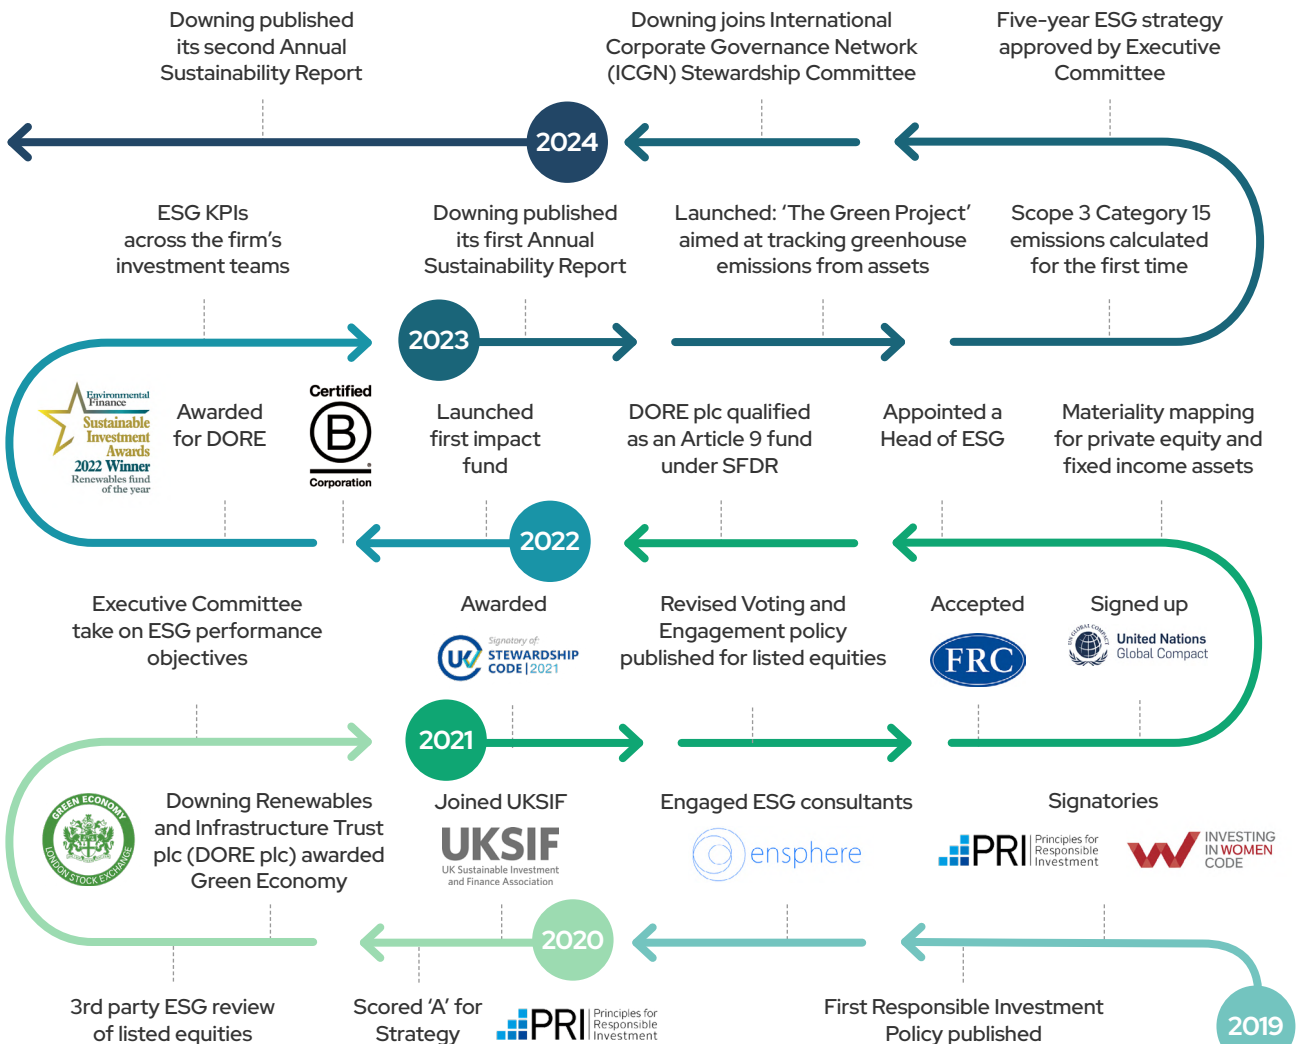 Downing published
its second Annual
Sustainability Report
Downing joins International
Corporate Governance Network
(ICGN) Stewardship Committee
Five-year ESG strategy
approved by Executive
Committee
2024
ESG KPIs
across the firm's
investment teams
Downing published
its first Annual
Sustainability Report
Launched: ‘The Green Project’
aimed at tracking greenhouse
emissions from assets
Scope 3 Category 15
emissions calculated
for the first time
2023
Environmental
Finance
Sustainable
Investment
Awards
2022 Winner
Renewables fund
of the year
Awarded
for DORE
Certified
B
®
Corporation
Launched
first impact
fund
DORE plc qualified
as an Article 9 fund
under SFDR
Appointed a
Head of ESG
Materiality mapping
for private equity and
fixed income assets
2022
Executive Committee
take on ESG performance
objectives
Awarded
UK
Signatory of:
STEWARDSHIP
CODE | 2021
Revised Voting and
Engagement policy
published for listed equities
Accepted
FRC
Signed up
UN GLOBAL COMPACT
United Nations
Global Compact
2021
GREEN ECONOMY
LONDON STOCK EXCHANGE
Downing Renewables
and Infrastructure Trust
plc (DORE plc) awarded
Green Economy
Joined UKSIF
UKSIF
UK Sustainable Investment
and Finance Association
Engaged ESG consultants
ensphere
Signatories
PRI
Principles for
Responsible
Investment
INVESTING
IN WOMEN
CODE
2020
3rd party ESG review
of listed equities
Scored ‘A’ for
Strategy
PRI
Principles for
Responsible
Investment
First Responsible Investment
Policy published
2019